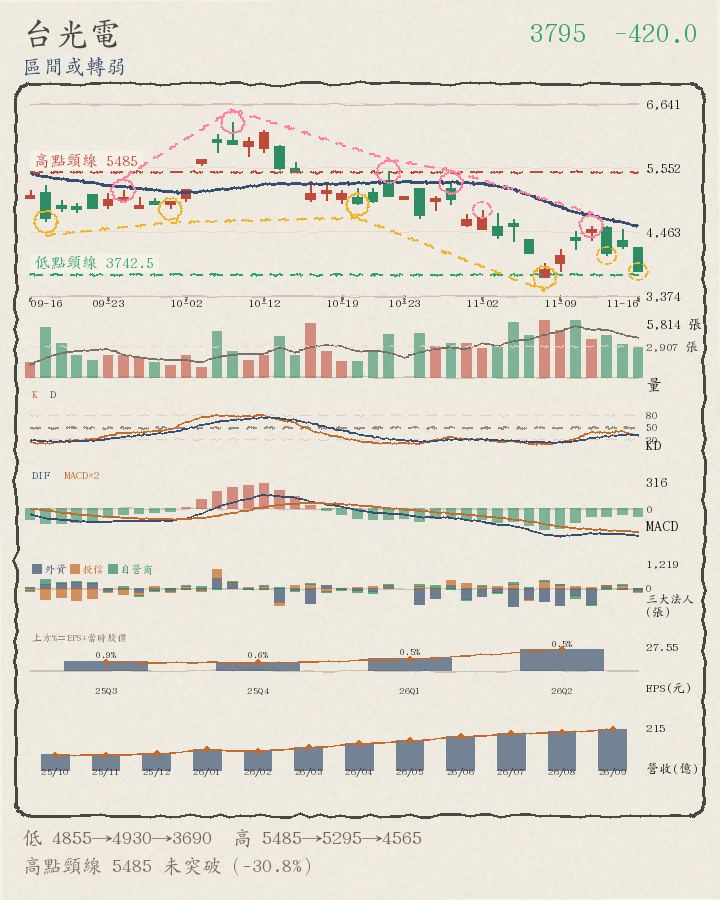 台光電
3795 -420.0
區間或轉弱
6,641
高點頸線 5485
5,552
4,463
低點頸線 3742.5
3,374
09-16 09-23 10-02 10-12 10-19 10-23 11-02 11-09 11-16
5,814 張
2,907 張
量
K D
80
50
20
KD
DIF MACD×2
316
0
MACD
外資 投信 自營商
1,219
0
三大法人
(張)
上方%=EPS÷當時股價
27.55
0.9% 0.6% 0.5% 0.5%
25Q3 25Q4 26Q1 26Q2
EPS(元)
215
25/10 25/11 25/12 26/01 26/02 26/03 26/04 26/05 26/06 26/07 26/08 26/09
營收(億)
低 4855→4930→3690 高 5485→5295→4565
高點頸線 5485 未突破 (-30.8%)